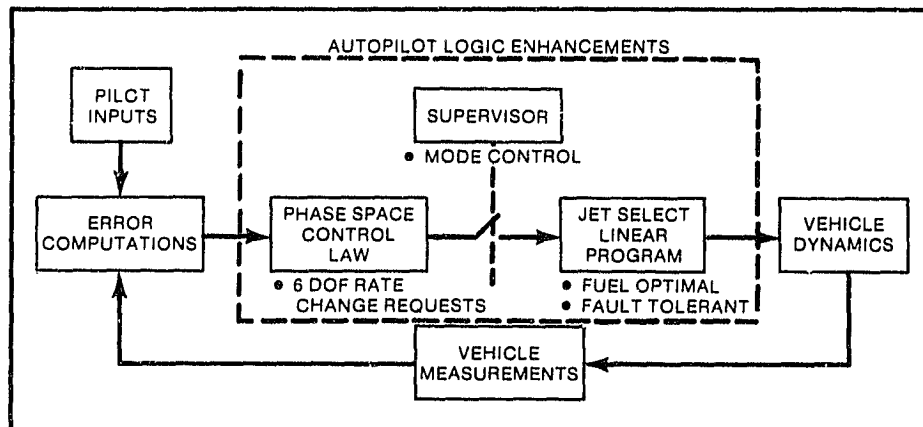 AUTOPILOT LOGIC ENHANCEMENTS
PILOT
INPUTS
SUPERVISOR
• MODE CONTROL
ERROR
COMPUTATIONS
PHASE SPACE
CONTROL
LAW
• 6 DOF RATE
CHANGE REQUESTS
JET SELECT
LINEAR
PROGRAM
• FUEL OPTIMAL
• FAULT TOLERANT
VEHICLE
DYNAMICS
VEHICLE
MEASUREMENTS